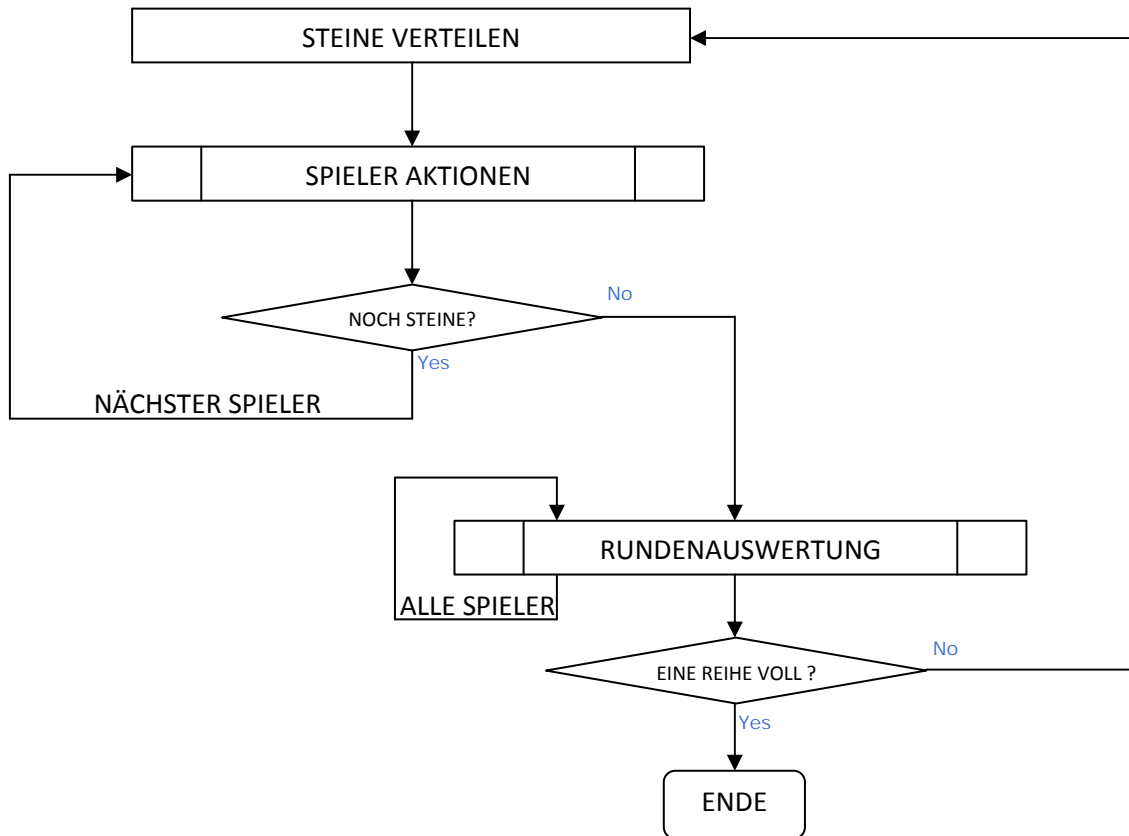 STEINE VERTEILEN
SPIELER AKTIONEN
No
NOCH STEINE?
Yes
NÄCHSTER SPIELER
RUNDENAUSWERTUNG
ALLE SPIELER
No
EINE REIHE VOLL ?
Yes
ENDE